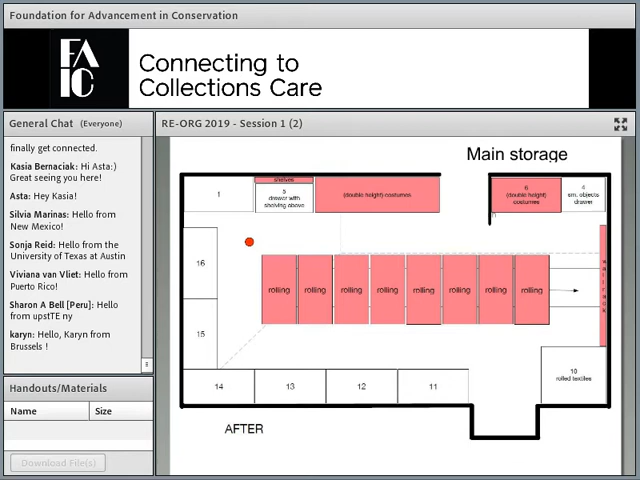 Foundation for Advancement in Conservation
FA
IC
Connecting to
Collections Care
General Chat (Everyone)
finally get connected.
Kasia Bernaciak: Hi Asta:)
Great seeing you here!
Asta: Hey Kasia!
Silvia Marinas: Hello from
New Mexico!
Sonja Reid: Hello from the
University of Texas at Austin
Viviana van Vliet: Hello from
Puerto Rico!
Sharon A Bell [Peru]: Hello
from upstTE ny
karyn: Hello, Karyn from
Brussels !
Handouts/Materials
Name
Size
Download File(s)
RE-ORG 2019 - Session 1 (2)
Main storage
1
shelves
5
drawer with
shelving above
(double height) costumes
6
(double height)
costumes
4
em. objects
drawer
16
rolling
rolling
rolling
rolling
rolling
rolling
rolling
rolling
15
14
13
12
11
10
rolled textiles
AFTER